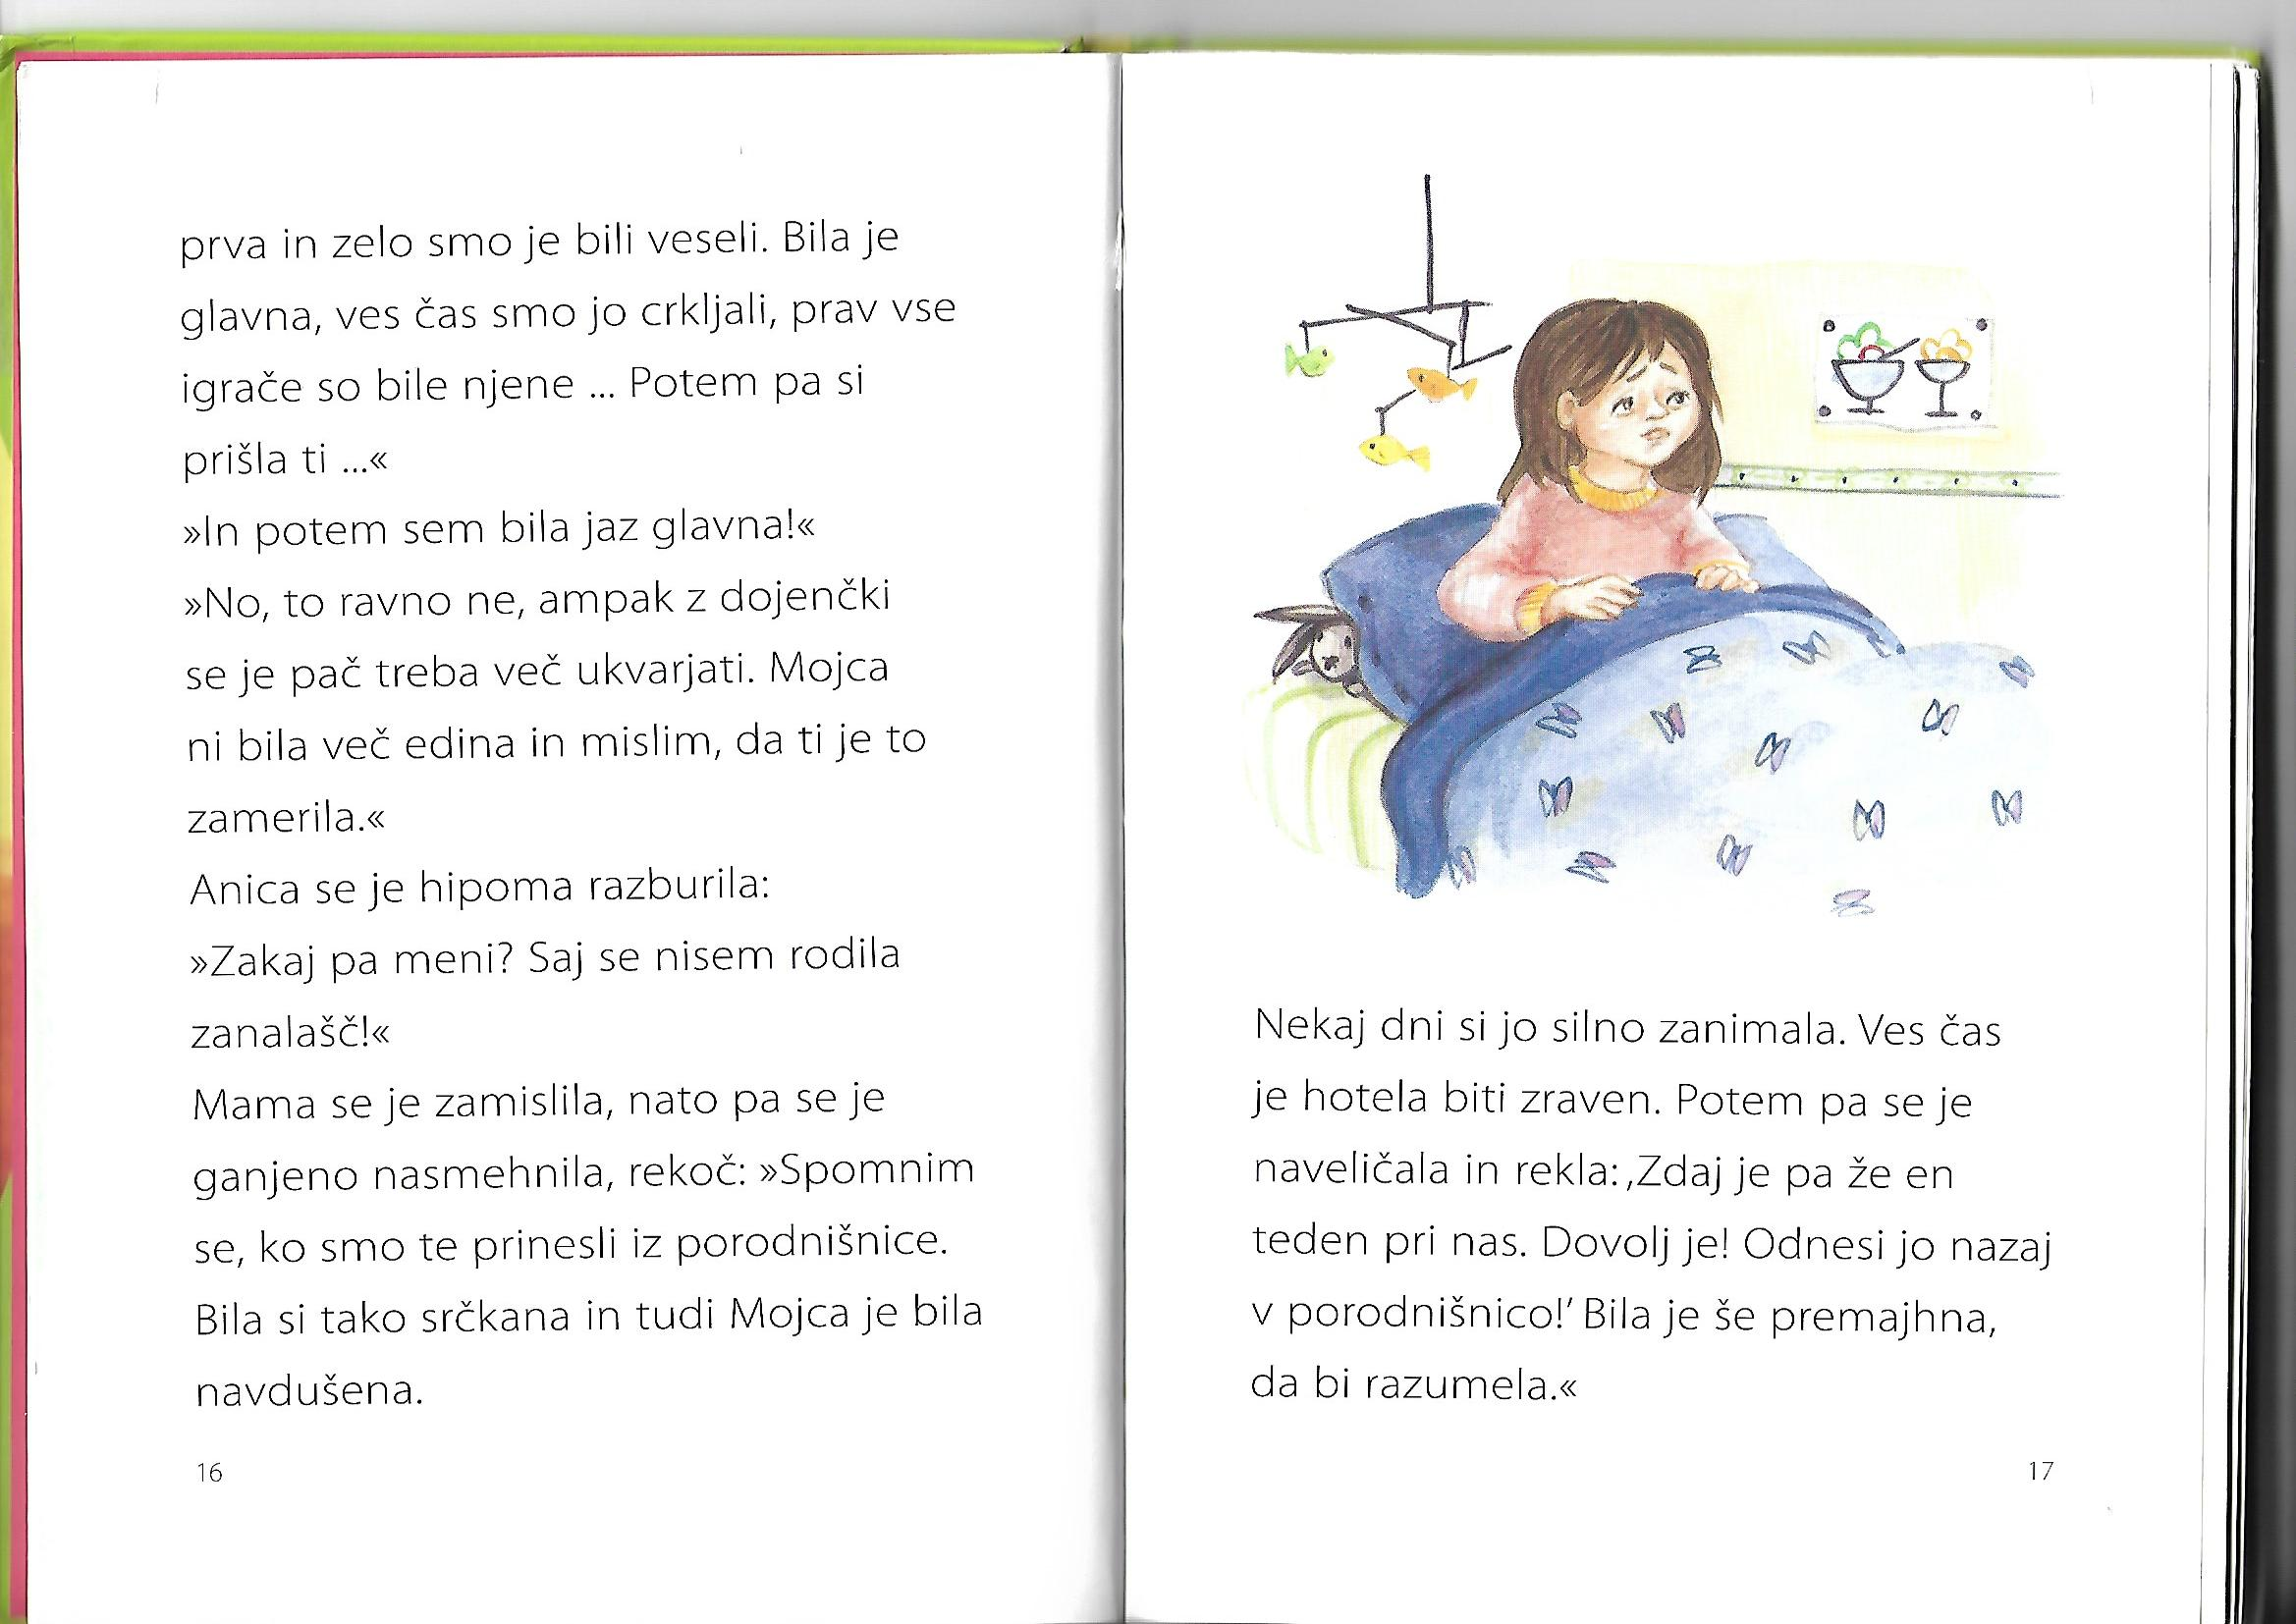 prva in zelo smo je bili veseli. Bila je
glavna, ves čas smo jo crkljali, prav vse
igrače so bile njene ... Potem pa si
prišla ti ...«
»In potem sem bila jaz glavna!«
»No, to ravno ne, ampak z dojenčki
se je pač treba več ukvarjati. Mojca
ni bila več edina in mislim, da ti je to
zamerila.«
Anica se je hipoma razburila:
»Zakaj pa meni? Saj se nisem rodila
zanalašč!«
Mama se je zamislila, nato pa se je
ganjeno nasmehnila, rekoč: »Spomnim
se, ko smo te prinesli iz porodnišnice.
Bila si tako srčkana in tudi Mojca je bila
navdušena.
16
Nekaj dni si jo silno zanimala. Ves čas
je hotela biti zraven. Potem pa se je
naveličala in rekla: ‚Zdaj je pa že en
teden pri nas. Dovolj je! Odnesi jo nazaj
v porodnišnico!’ Bila je še premajhna,
da bi razumela.«
17